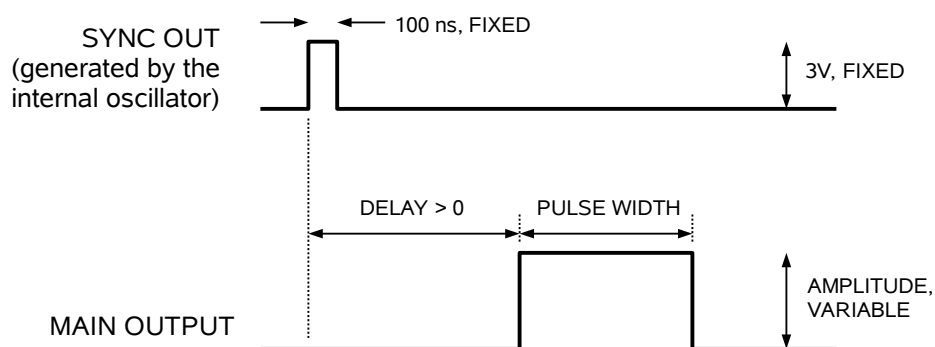 100 ns, FIXED
SYNC OUT
(generated by the
internal oscillator)
3V, FIXED
DELAY > 0
PULSE WIDTH
AMPLITUDE,
VARIABLE
MAIN OUTPUT